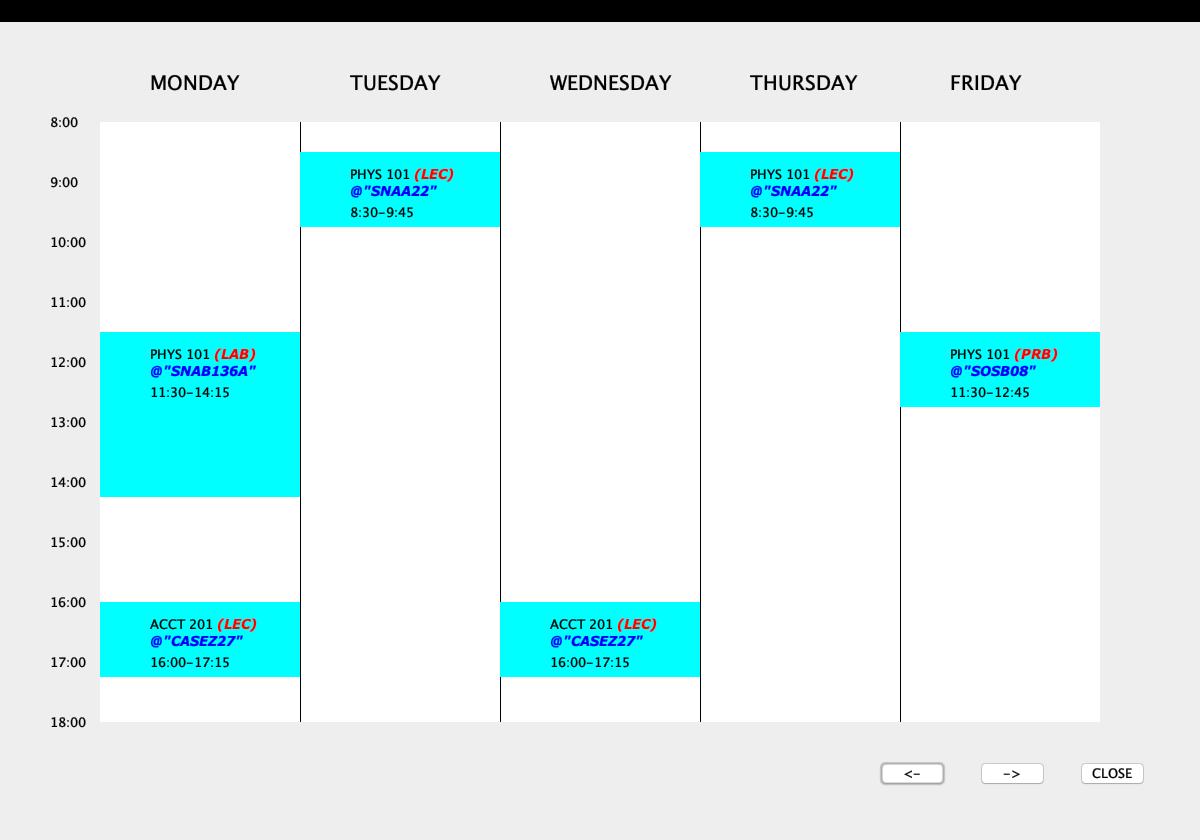 MONDAY TUESDAY WEDNESDAY THURSDAY FRIDAY
8:00
PHYS 101 (LEC)
@"SNAA22"
8:30-9:45
PHYS 101 (LEC)
@"SNAA22"
8:30-9:45
9:00
10:00
11:00
PHYS 101 (LAB)
@"SNAB136A"
11:30-14:15
PHYS 101 (PRB)
@"SOSB08"
11:30-12:45
12:00
13:00
14:00
15:00
16:00
ACCT 201 (LEC)
@"CASEZ27"
16:00-17:15
ACCT 201 (LEC)
@"CASEZ27"
16:00-17:15
17:00
18:00
<- -> CLOSE